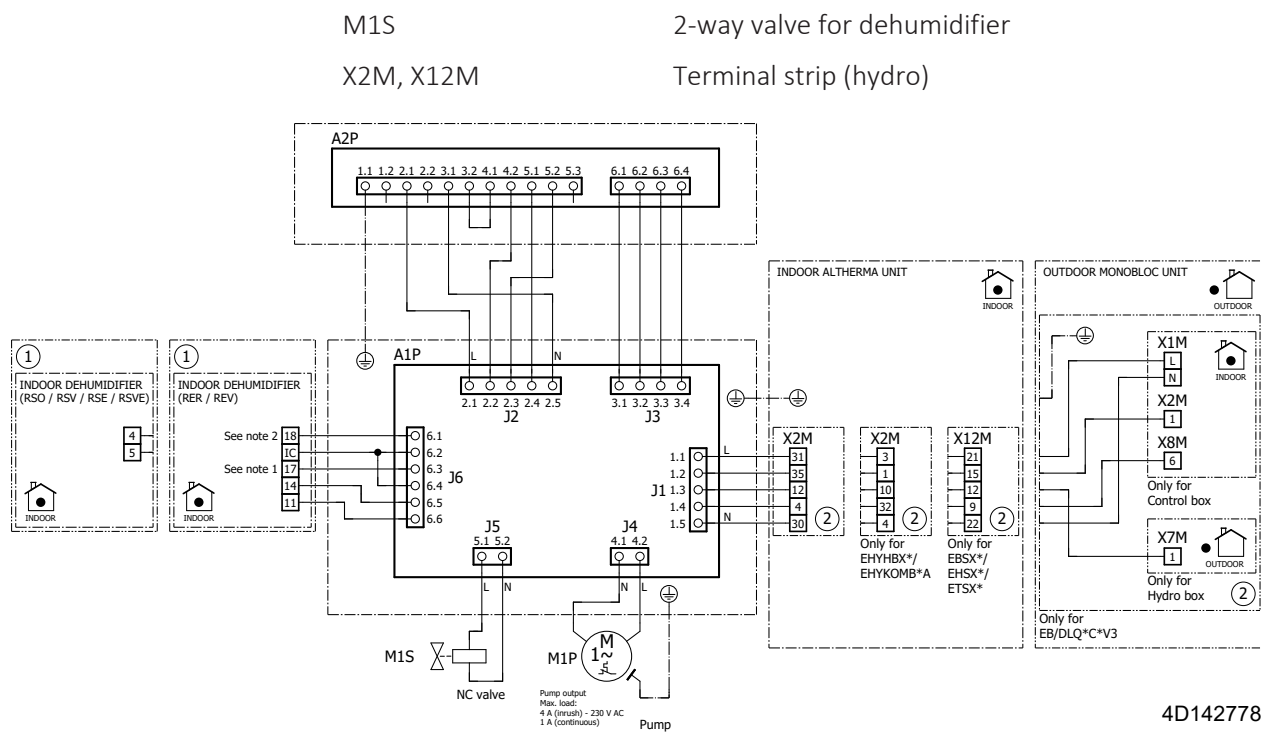 M1S 2-way valve for dehumidifier
X2M, X12M Terminal strip (hydro)
A2P
1.1 1.2 2.1 2.2 3.1 3.2 4.1 4.2 5.1 5.2 5.3 6.1 6.2 6.3 6.4
INDOOR ALTHERMA UNIT
INDOOR
OUTDOOR MONOBLOC UNIT
OUTDOOR
1
INDOOR DEHUMIDIFIER
(RSO / RSV / RSE / RSVE)
4
5
INDOOR
1
INDOOR DEHUMIDIFIER
(RER / REV)
See note 2 18
IC
See note 1 17
14
11
INDOOR
A1P
L N
2.1 2.2 2.3 2.4 2.5
J2
3.1 3.2 3.3 3.4
J3
6.1
6.2
6.3
6.4
6.5
6.6
J6
1.1 L
1.2
J1 1.3
1.4
1.5 N
J5
5.1 5.2
L N
J4
4.1 4.2
N L
M1S
NC valve
M1P
M
1~
Pump output
Max. load:
4 A (inrush) - 230 V AC
1 A (continuous)
Pump
X2M
31
35
12
4
30
2
X2M
3
1
10
32
4
2
Only for
EHYHBX*/
EHYKOMB*A
X12M
21
15
12
9
22
2
Only for
EBSX*/
EHSX*/
ETSX*
X1M
L
N
INDOOR
X2M
1
X8M
6
Only for
Control box
X7M
1
OUTDOOR
Only for
Hydro box
2
Only for
EB/DLQ*C*V3
4D142778